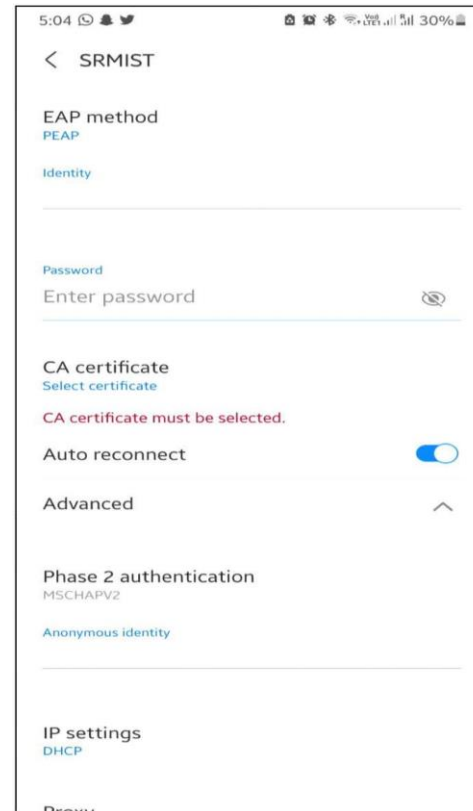 5:04 30%
SRMIST
EAP method
PEAP
Identity
Password
Enter password
CA certificate
Select certificate
CA certificate must be selected.
Auto reconnect
Advanced
Phase 2 authentication
MSCHAPV2
Anonymous identity
IP settings
DHCP
Proxy